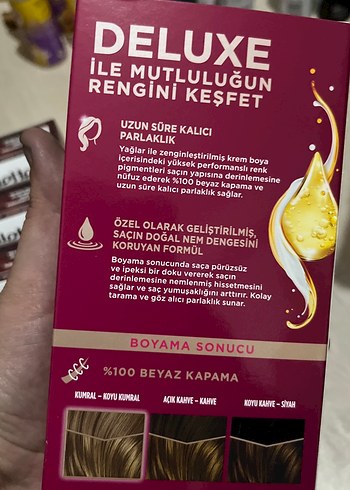 DELUXE
İLE MUTLULUĞUN
RENGİNİ KEŞFET
UZUN SÜRE KALICI
PARLAKLIK
Yağlar ile zenginleştirilmiş krem boya
içerisindeki yüksek performanslı renk
pigmentleri saçın yapısına derinlemesine
nüfuz ederek %100 beyaz kapama ve
uzun süre kalıcı parlaklık sağlar.
ÖZEL OLARAK GELİŞTİRİLMİŞ,
SAÇIN DOĞAL NEM DENGESİNİ
KORUYAN FORMÜL
Boyama sonucunda saça pürüzsüz
ve ipeksi bir doku vererek saçın
derinlemesine nemlenmiş hissetmesini
sağlar ve saç yumuşaklığını arttırır. Kolay
tarama ve göz alıcı parlaklık sunar.
BOYAMA SONUCU
%100 BEYAZ KAPAMA
KUMRAL – KOYU KUMRAL
AÇIK KAHVE – KAHVE
KOYU KAHVE – SİYAH